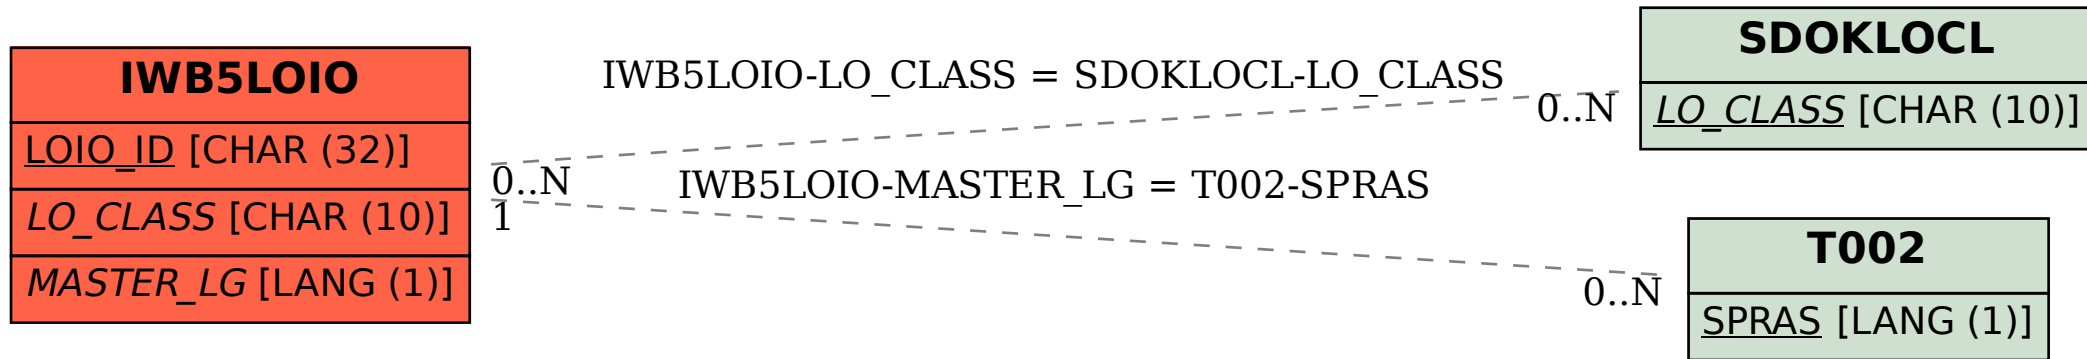 IWB5LOIO
LOIO_ID [CHAR (32)]
LO_CLASS [CHAR (10)]
MASTER_LG [LANG (1)]
IWB5LOIO-LO_CLASS = SDOKLOCL-LO_CLASS
0..N
0..N
IWB5LOIO-MASTER_LG = T002-SPRAS
1
0..N
SDOKLOCL
LO_CLASS [CHAR (10)]
T002
SPRAS [LANG (1)]